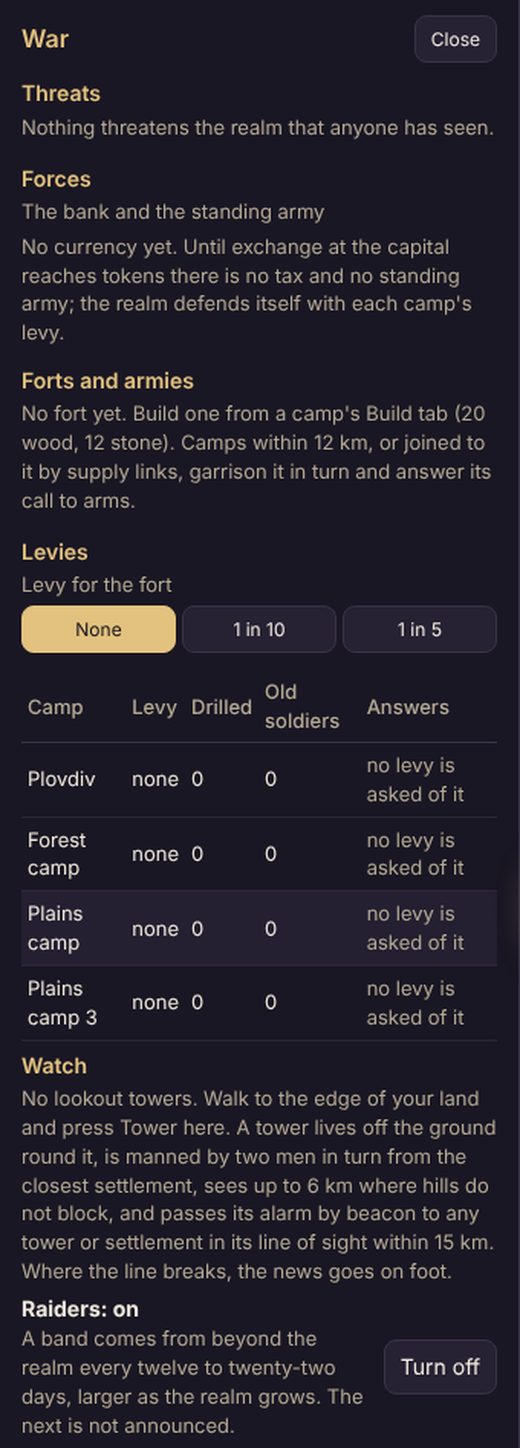 War
Close
Threats
Nothing threatens the realm that anyone has seen.
Forces
The bank and the standing army
No currency yet. Until exchange at the capital
reaches tokens there is no tax and no standing
army; the realm defends itself with each camp's
levy.
Forts and armies
No fort yet. Build one from a camp's Build tab (20
wood, 12 stone). Camps within 12 km, or joined to
it by supply links, garrison it in turn and answer its
call to arms.
Levies
Levy for the fort
None 1 in 10 1 in 5
Camp Levy Drilled Old soldiers Answers
Plovdiv none 0 0 no levy is asked of it
Forest camp none 0 0 no levy is asked of it
Plains camp none 0 0 no levy is asked of it
Plains camp 3 none 0 0 no levy is asked of it
Watch
No lookout towers. Walk to the edge of your land
and press Tower here. A tower lives off the ground
round it, is manned by two men in turn from the
closest settlement, sees up to 6 km where hills do
not block, and passes its alarm by beacon to any
tower or settlement in its line of sight within 15 km.
Where the line breaks, the news goes on foot.
Raiders: on
A band comes from beyond the
realm every twelve to twenty-two
days, larger as the realm grows. The
next is not announced.
Turn off